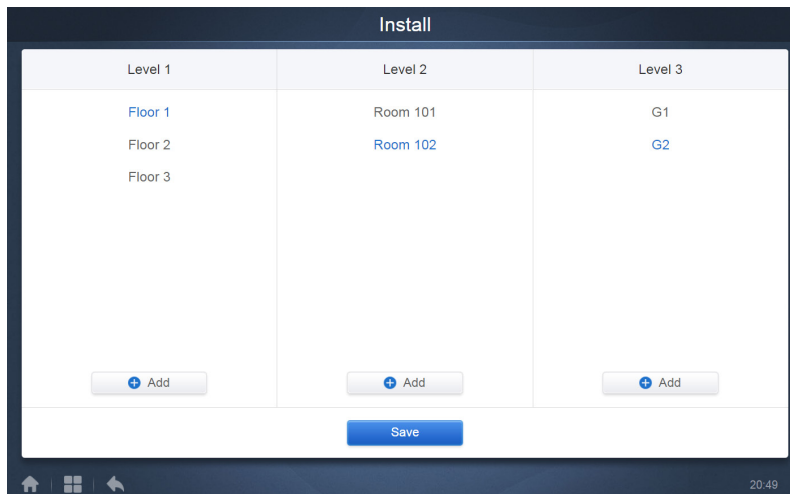 Install
Level 1 Level 2 Level 3
Floor 1 Room 101 G1
Floor 2 Room 102 G2
Floor 3
Add Add Add
Save
20:49